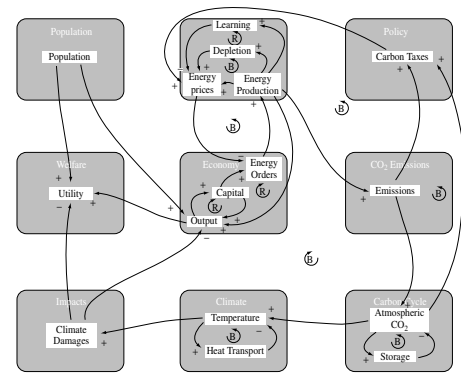 Population
Population
Learning
R
Depletion
B
Energy
prices
Energy
Production
Policy
Carbon Taxes
B
B
Welfare
Utility
Economy
Energy
Orders
Capital
R
R
Output
CO2 Emissions
Emissions
B
B
Impacts
Climate
Damages
Climate
Temperature
B
Heat Transport
Carbon Cycle
Atmospheric
CO2
B
Storage